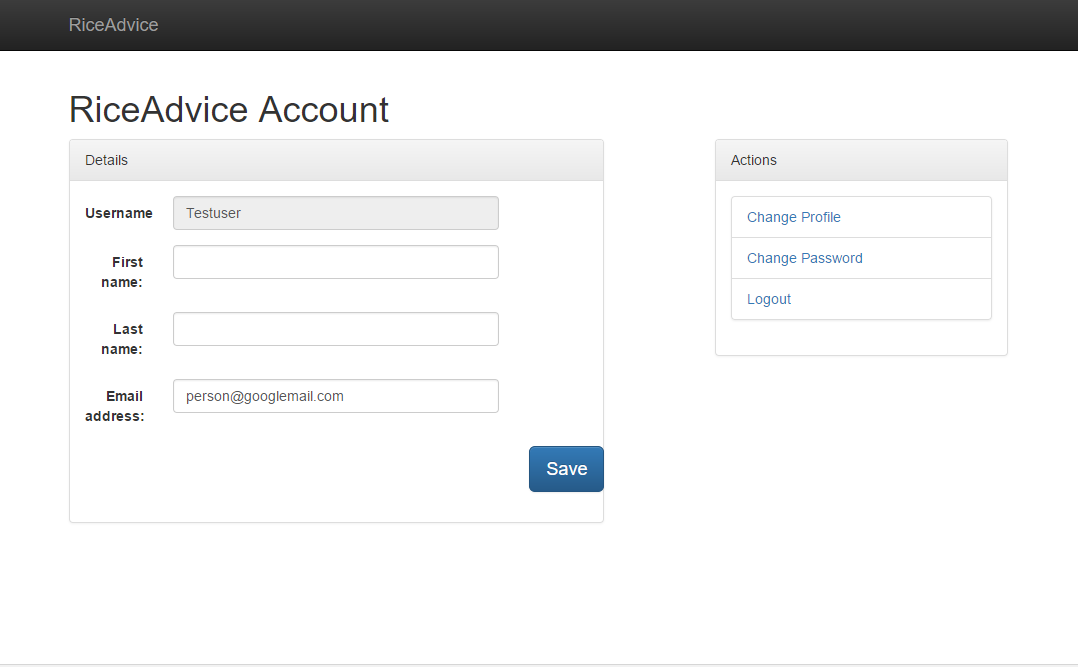 RiceAdvice
RiceAdvice Account
Details
Username
Testuser
First
name:
Last
name:
Email
address:
person@googlemail.com
Save
Actions
Change Profile
Change Password
Logout